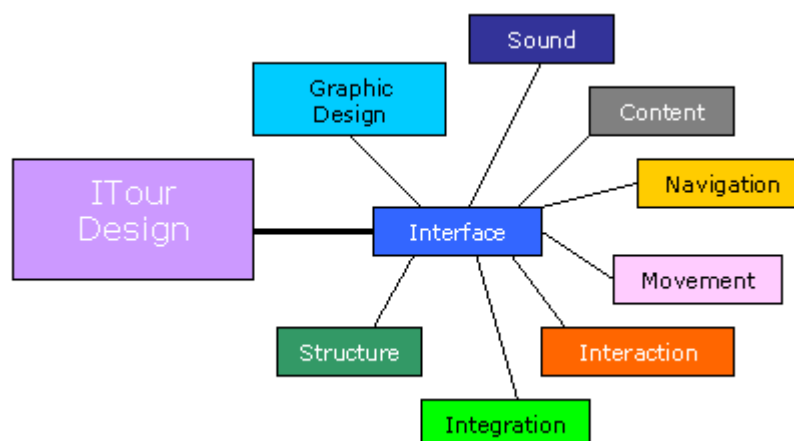 Sound
Graphic
Design
Content
ITour
Design
Navigation
Interface
Movement
Structure
Interaction
Integration